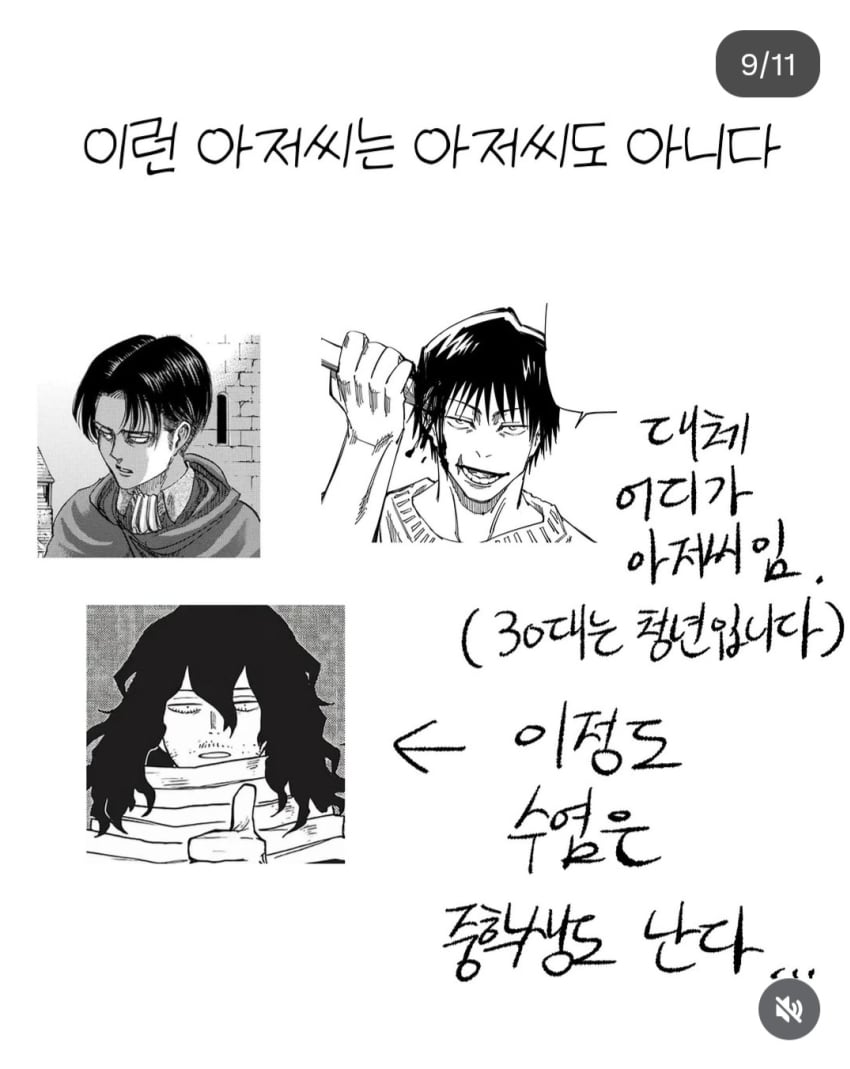 9/11
이런 아저씨는 아저씨도 아니다
대체
어디가
아저씨임.
(30대는 청년입니다)
← 이정도
수염은
중학생도 난다...